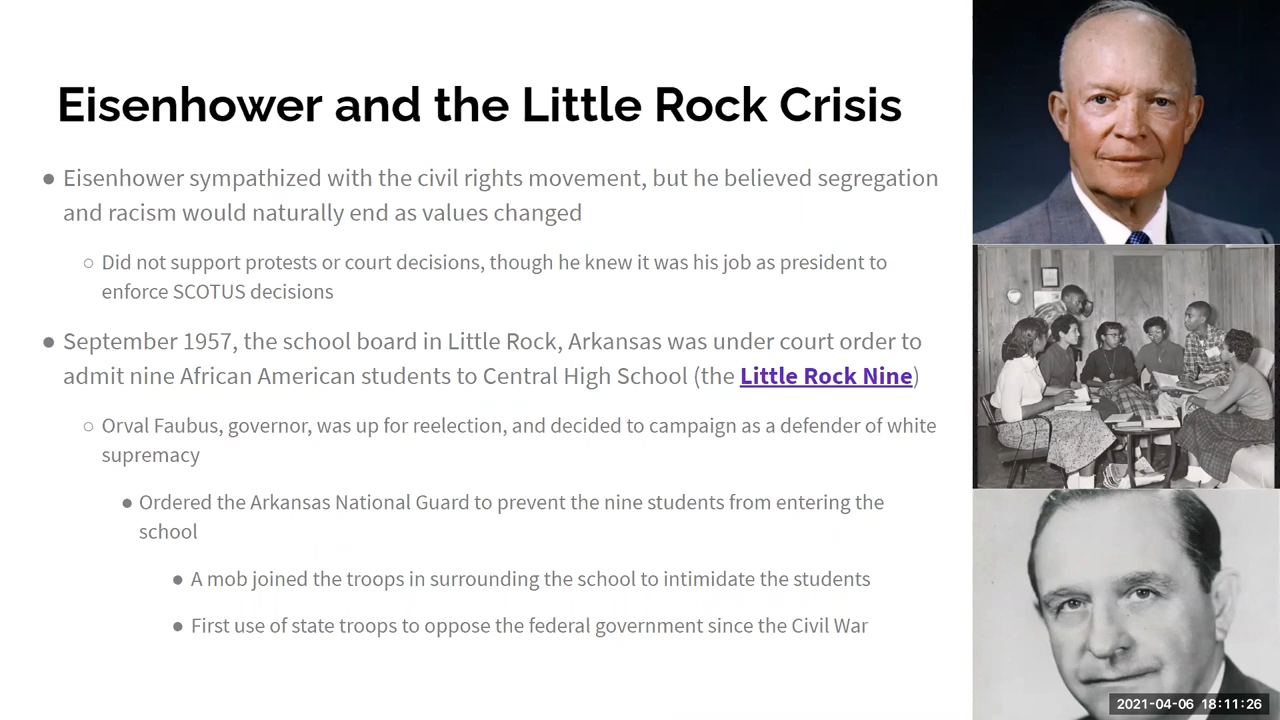 Eisenhower and the Little Rock Crisis
● Eisenhower sympathized with the civil rights movement, but he believed segregation
and racism would naturally end as values changed
○ Did not support protests or court decisions, though he knew it was his job as president to
enforce SCOTUS decisions
● September 1957, the school board in Little Rock, Arkansas was under court order to
admit nine African American students to Central High School (the Little Rock Nine)
○ Orval Faubus, governor, was up for reelection, and decided to campaign as a defender of white
supremacy
● Ordered the Arkansas National Guard to prevent the nine students from entering the
school
● A mob joined the troops in surrounding the school to intimidate the students
● First use of state troops to oppose the federal government since the Civil War
2021-04-06 18:11:26